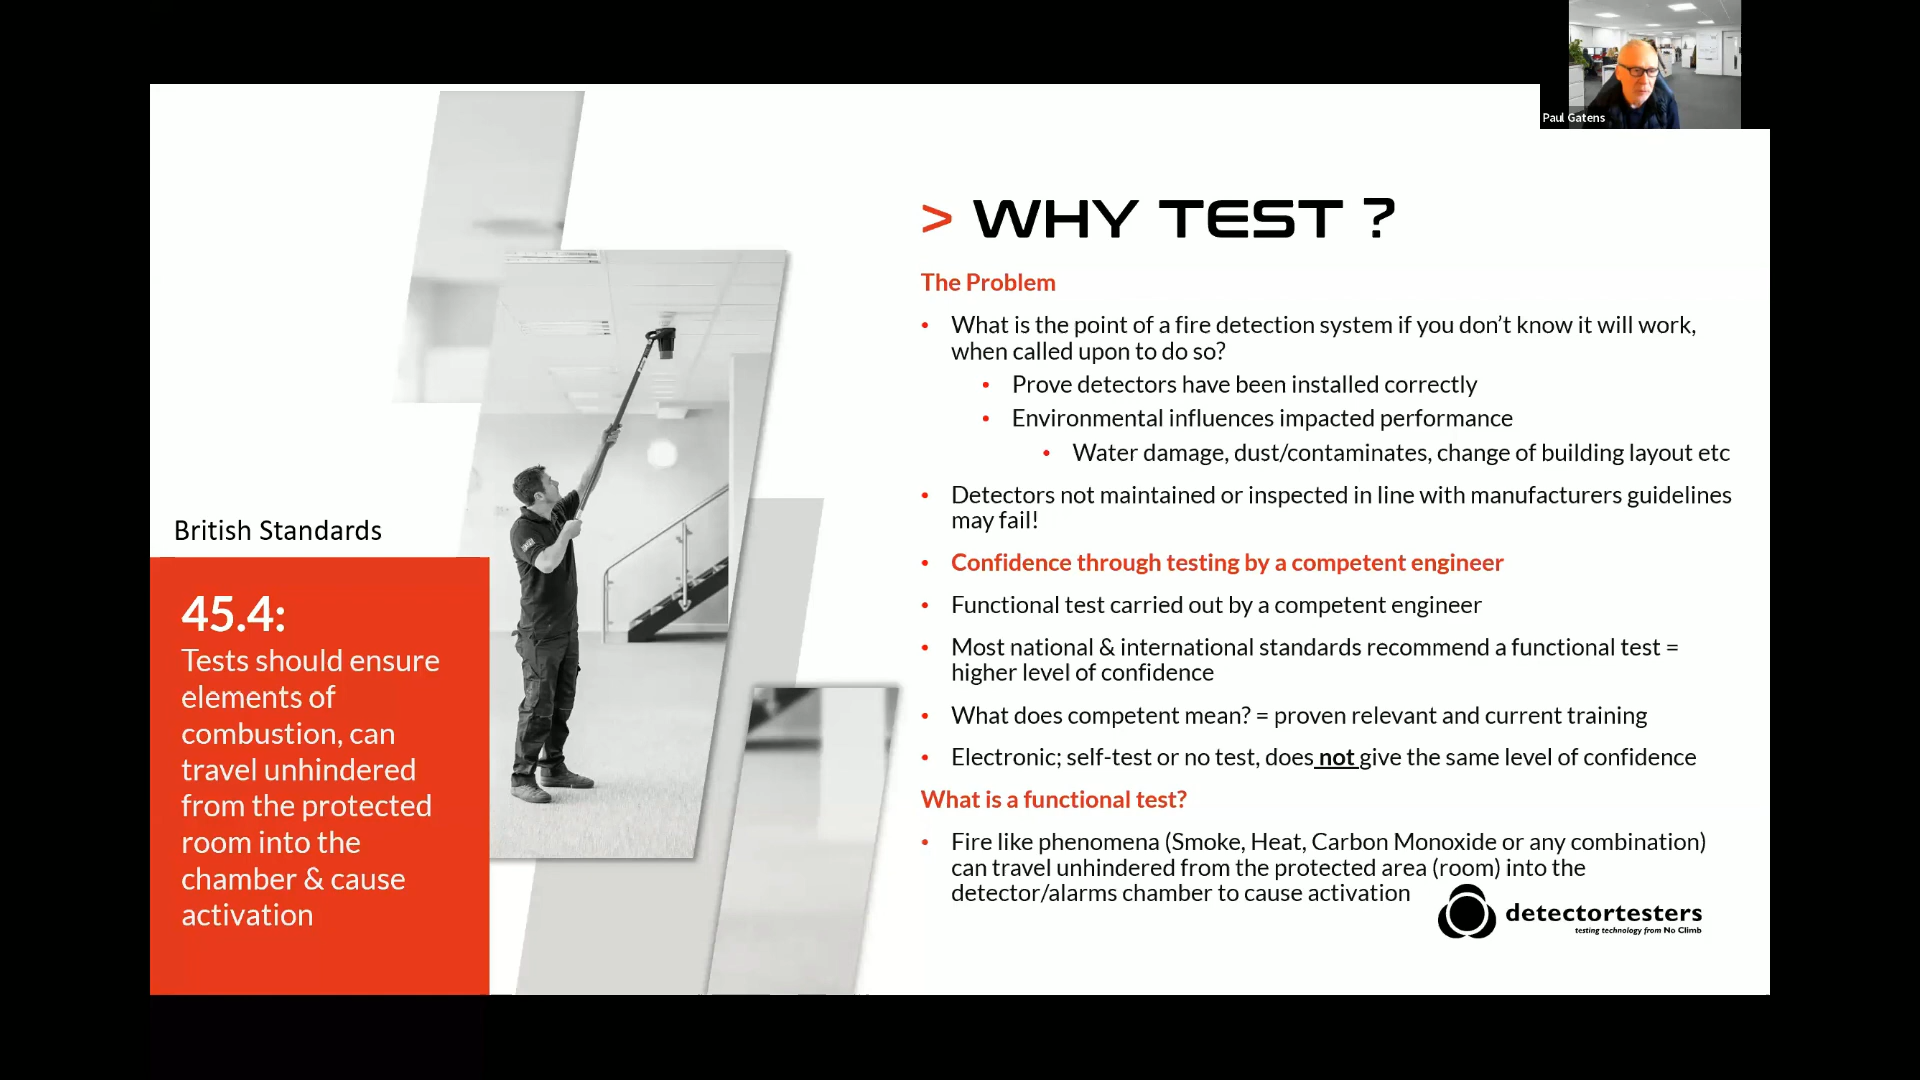 Paul Gatens
> WHY TEST ?
The Problem
• What is the point of a fire detection system if you don't know it will work,
when called upon to do so?
• Prove detectors have been installed correctly
• Environmental influences impacted performance
• Water damage, dust/contaminates, change of building layout etc
• Detectors not maintained or inspected in line with manufacturers guidelines
may fail!
• Confidence through testing by a competent engineer
• Functional test carried out by a competent engineer
• Most national & international standards recommend a functional test =
higher level of confidence
• What does competent mean? = proven relevant and current training
• Electronic; self-test or no test, does not give the same level of confidence
What is a functional test?
• Fire like phenomena (Smoke, Heat, Carbon Monoxide or any combination)
can travel unhindered from the protected area (room) into the
detector/alarms chamber to cause activation
British Standards
45.4:
Tests should ensure
elements of
combustion, can
travel unhindered
from the protected
room into the
chamber & cause
activation
detectortesters
testing technology from No Climb